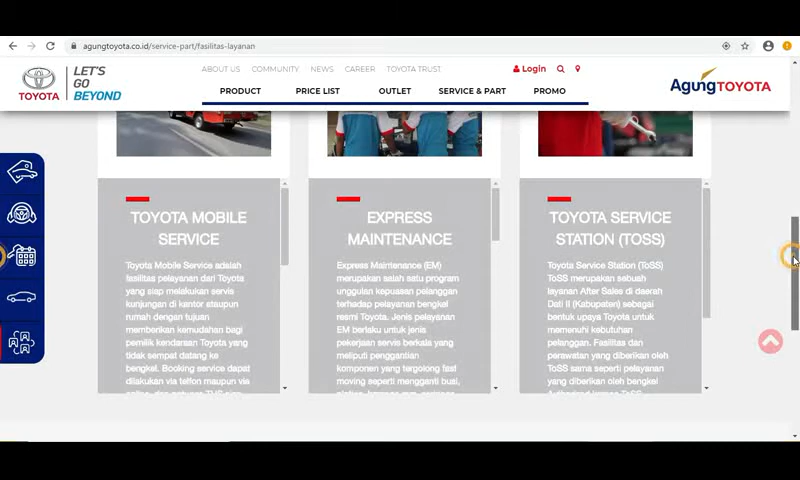 agungtoyota.co.id/service-part/fasilitas-layanan
TOYOTA
LET'S
GO
BEYOND
ABOUT US COMMUNITY NEWS CAREER TOYOTA TRUST
Login
PRODUCT PRICE LIST OUTLET SERVICE & PART PROMO
AgungTOYOTA
TOYOTA MOBILE
SERVICE
Toyota Mobile Service adalah
fasilitas pelayanan dari Toyota
yang siap melakukan servis
kunjungan di kantor ataupun
rumah dengan tujuan
memberikan kemudahan bagi
pemilik kendaraan Toyota yang
tidak sempat datang ke
bengkel. Booking service dapat
dilakukan via telfon maupun via
EXPRESS
MAINTENANCE
Express Maintenance (EM)
merupakan salah satu program
unggulan kepuasan pelanggan
terhadap pelayanan bengkel
resmi Toyota. Jenis pelayanan
EM berlaku untuk jenis
pekerjaan servis berkala yang
meliputi penggantian
komponen yang tergolong fast
moving seperti mengganti busi,
TOYOTA SERVICE
STATION (TOSS)
Toyota Service Station (ToSS)
ToSS merupakan sebuah
layanan After Sales di daerah
Dati II (Kabupaten) sebagai
bentuk upaya Toyota untuk
memenuhi kebutuhan
pelanggan. Fasilitas dan
perawatan yang diberikan oleh
ToSS sama seperti pelayanan
yang diberikan oleh bengkel